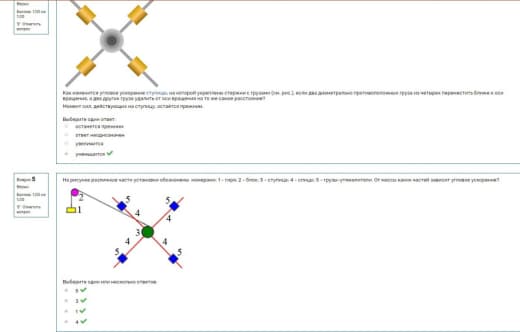 Верно
Баллов: 1,00 из
1,00
Отметить
вопрос
Как изменится угловое ускорение ступицы, на которой укреплены стержни с грузами (см. рис.), если два диаметрально противоположных груза из четырех переместить ближе к оси
вращения, а два других груза удалить от оси вращения на то же самое расстояние?
Момент сил, действующих на ступицу, остаётся прежним.
Выберите один ответ:
останется прежним
ответ неоднозначен
увеличится
уменьшится
Вопрос 5
Верно
Баллов: 1,00 из
1,00
Отметить
вопрос
На рисунке различные части установки обозначены номерами: 1 – гиря; 2 – блок; 3 – ступица; 4 – спицы; 5 – грузы-утяжелители. От массы каких частей зависит угловое ускорение?
2
1
5
5
4
4
3
4
4
5
5
Выберите один или несколько ответов:
5
3
1
4